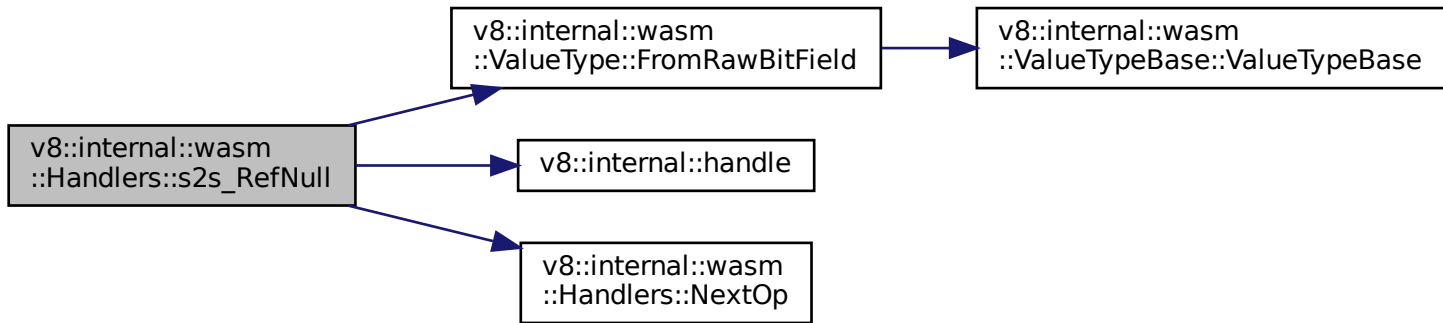 v8::internal::wasm
::Handlers::s2s_RefNull
v8::internal::wasm
::ValueType::FromRawBitField
v8::internal::wasm
::ValueTypeBase::ValueTypeBase
v8::internal::handle
v8::internal::wasm
::Handlers::NextOp